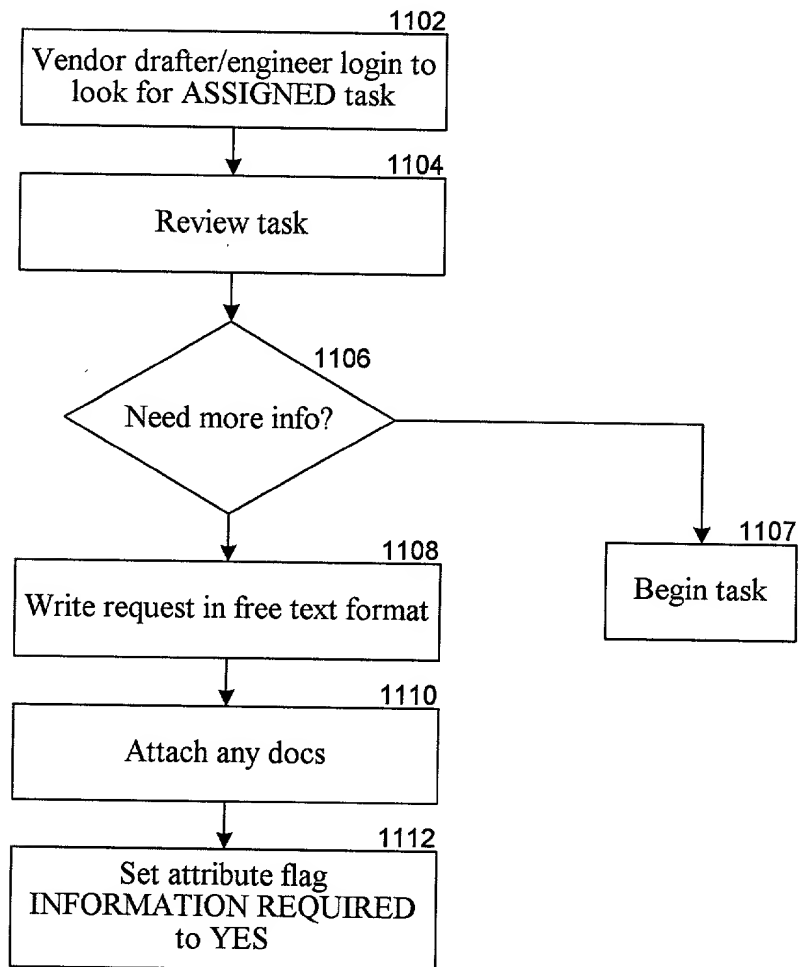 1102
Vendor drafter/engineer login to
look for ASSIGNED task
1104
Review task
1106
Need more info?
1107
Begin task
1108
Write request in free text format
1110
Attach any docs
1112
Set attribute flag
INFORMATION REQUIRED
to YES